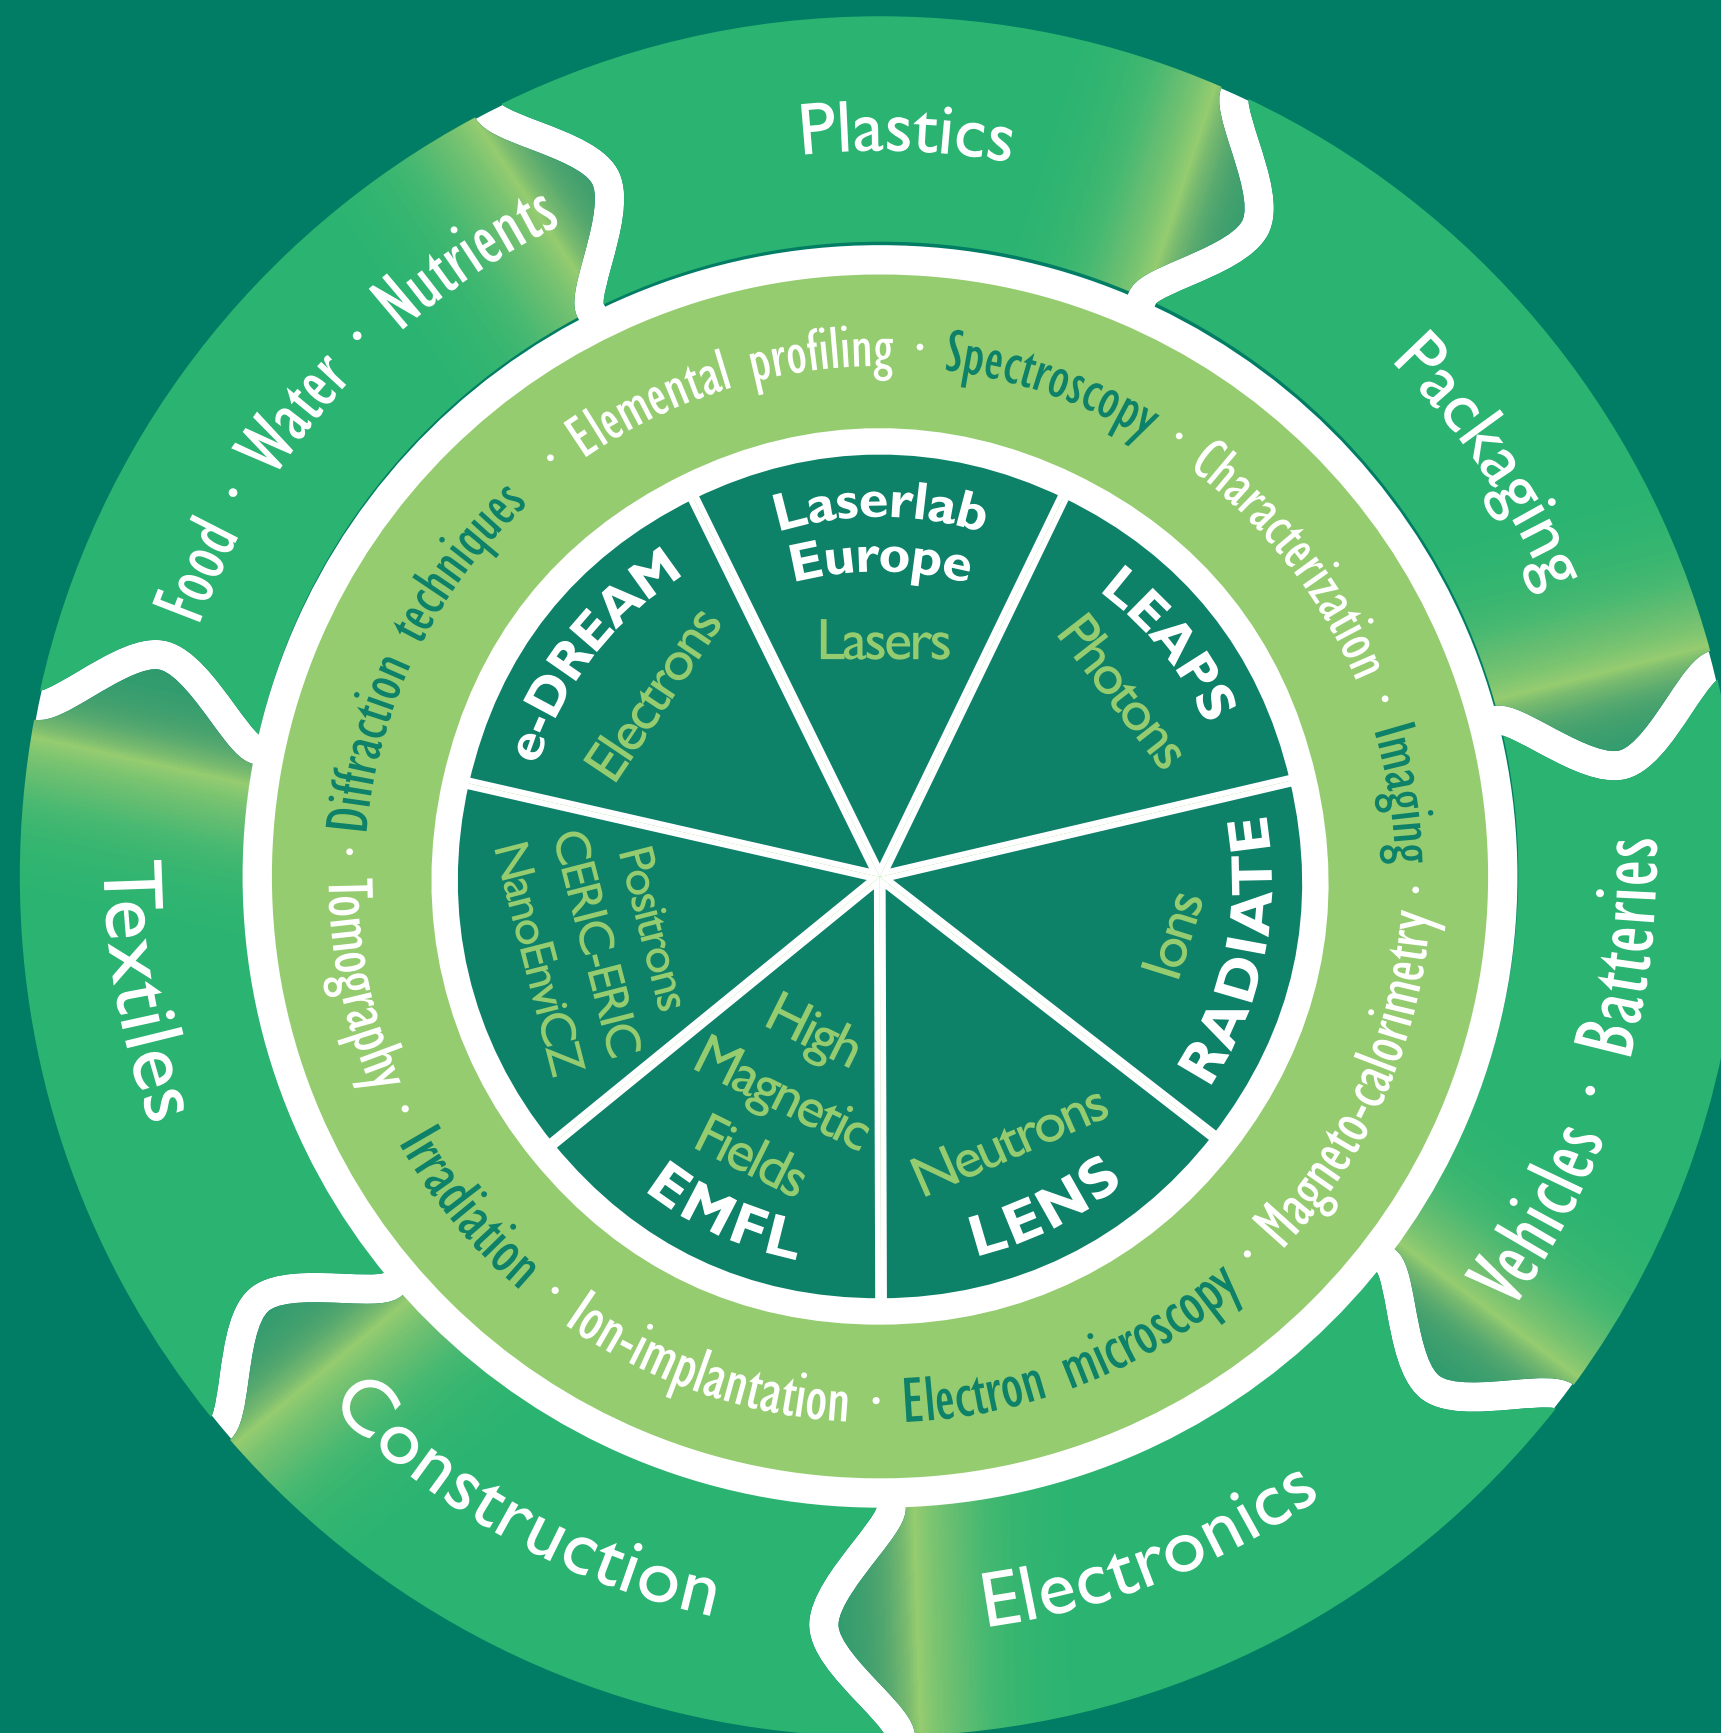 Plastics
Packaging
Vehicles · Batteries
Electronics
Construction
Textiles
Food · Water · Nutrients
· Elemental profiling · Spectroscopy · Characterization · Imaging · Magneto-calorimetry · Electron microscopy · Ion-implantation · Irradiation · Tomography · Diffraction techniques
Laserlab
Europe
Lasers
LEAPS
Photons
RADIATE
Ions
Neutrons
LENS
High
Magnetic
Fields
EMFL
Positrons
CERIC-ERIC
NanoEnviCZ
e-DREAM
Electrons